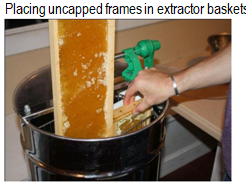 Placing uncapped frames in extractor baskets